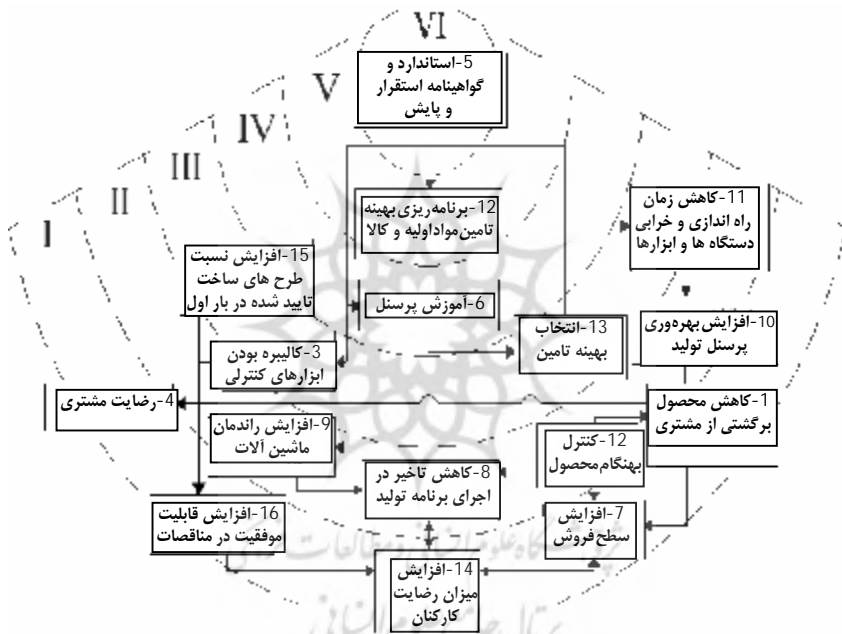 VI
5-استاندارد و
گواهینامه استقرار
و پایش
V
IV
III
II
I
12-برنامه ریزی بهینه
تامین مواداولیه و کالا
11-کاهش زمان
راه اندازی و خرابی
دستگاه ها و ابزارها
15-افزایش نسبت
طرح های ساخت
تایید شده در بار اول
6-آموزش پرسنل
13-انتخاب
بهینه تامین
10-افزایش بهره‌وری
پرسنل تولید
3-کالیبره بودن
ابزارهای کنترلی
4-رضایت مشتری
1-کاهش محصول
برگشتی از مشتری
9-افزایش راندمان
ماشین آلات
12-کنترل
بهنگام محصول
8-کاهش تاخیر در
اجرای برنامه تولید
16-افزایش قابلیت
موفقیت در مناقصات
7-افزایش
سطح فروش
14-افزایش
میزان رضایت
کارکنان